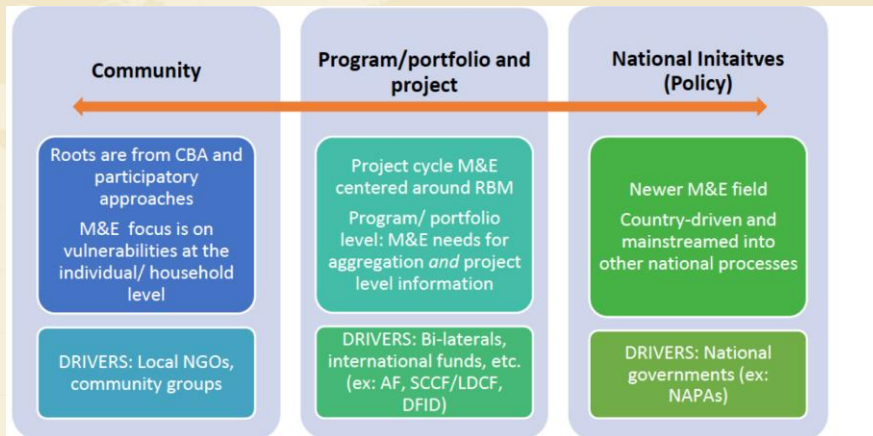 Community
Roots are from CBA and
participatory
approaches
M&E focus is on
vulnerabilities at the
individual/ household
level
DRIVERS: Local NGOs,
community groups
Program/portfolio and
project
Project cycle M&E
centered around RBM
Program/ portfolio
level: M&E needs for
aggregation and project
level information
DRIVERS: Bi-laterals,
international funds, etc.
(ex: AF, SCCF/LDCF,
DFID)
National Initaitves
(Policy)
Newer M&E field
Country-driven and
mainstreamed into
other national processes
DRIVERS: National
governments (ex:
NAPAs)